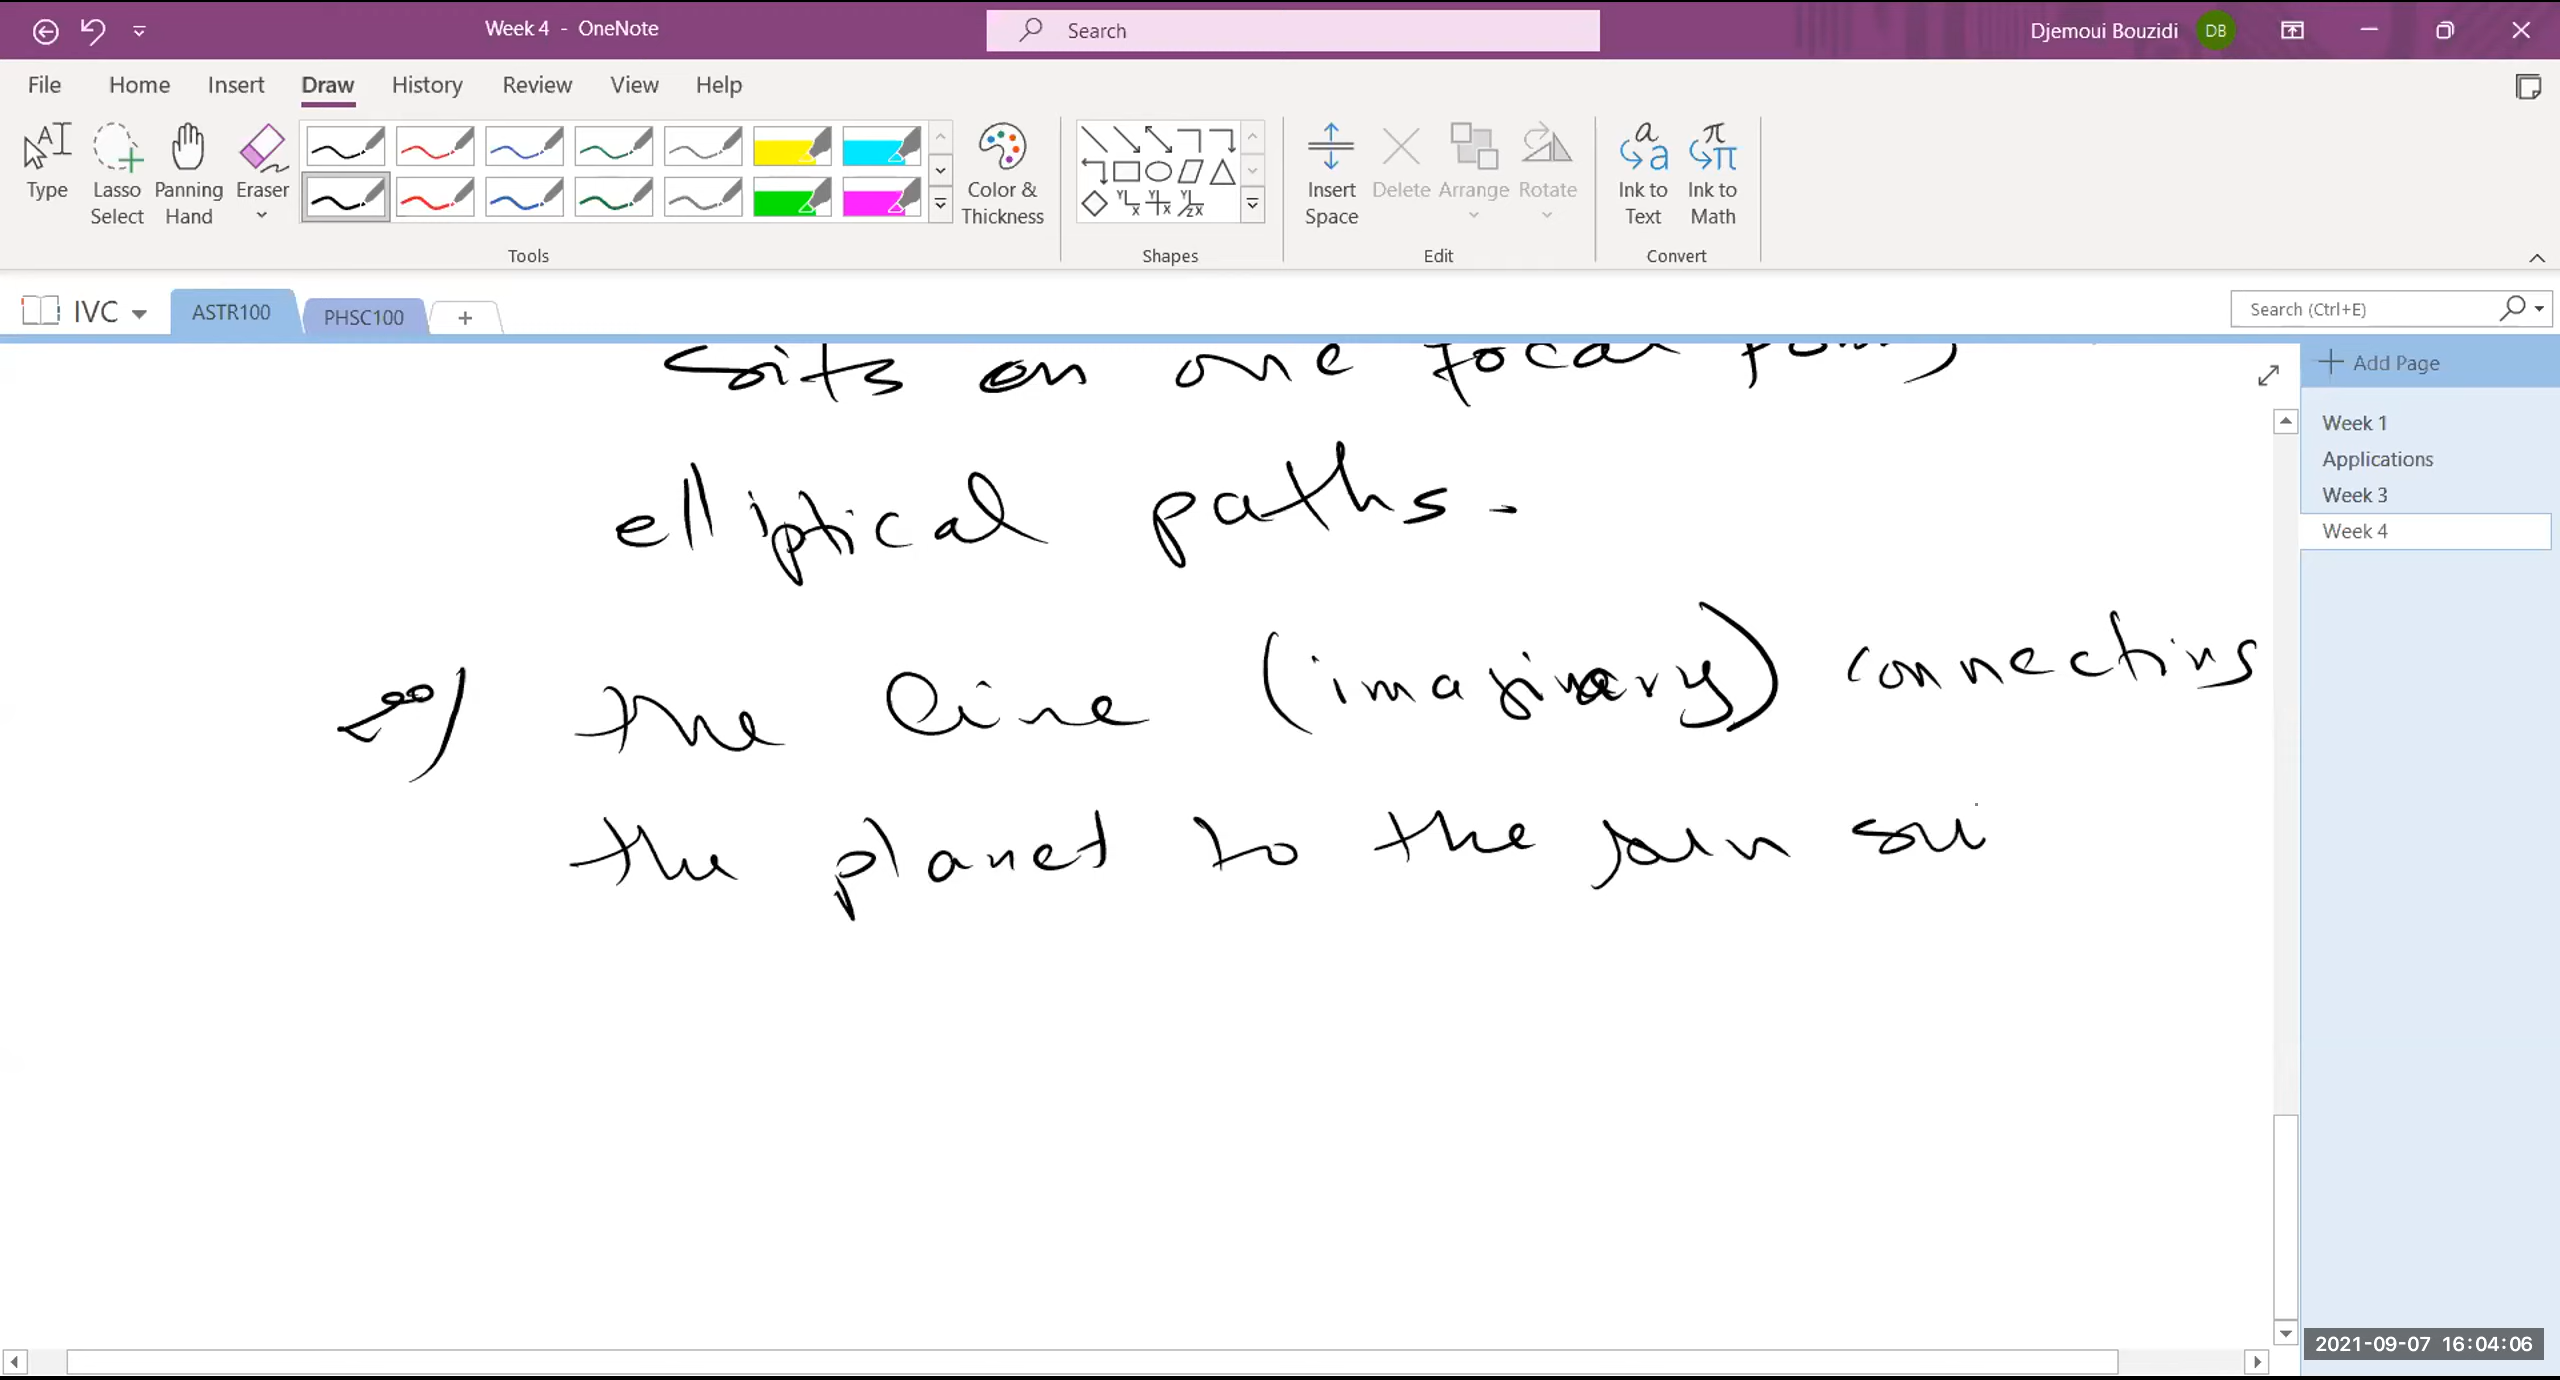 Week 4 - OneNote
Search
Djemoui Bouzidi DB
File Home Insert Draw History Review View Help
Type
Lasso Select
Panning Hand
Eraser
Color & Thickness
Insert Space
Delete
Arrange
Rotate
Ink to Text
Ink to Math
Tools
Shapes
Edit
Convert
IVC
ASTR100
PHSC100
+
Search (Ctrl+E)
Add Page
Week 1
Applications
Week 3
Week 4
sits on one focal
elliptical paths.
the line (imaginary) connecting
the planet to the sun
2021-09-07 16:04:06